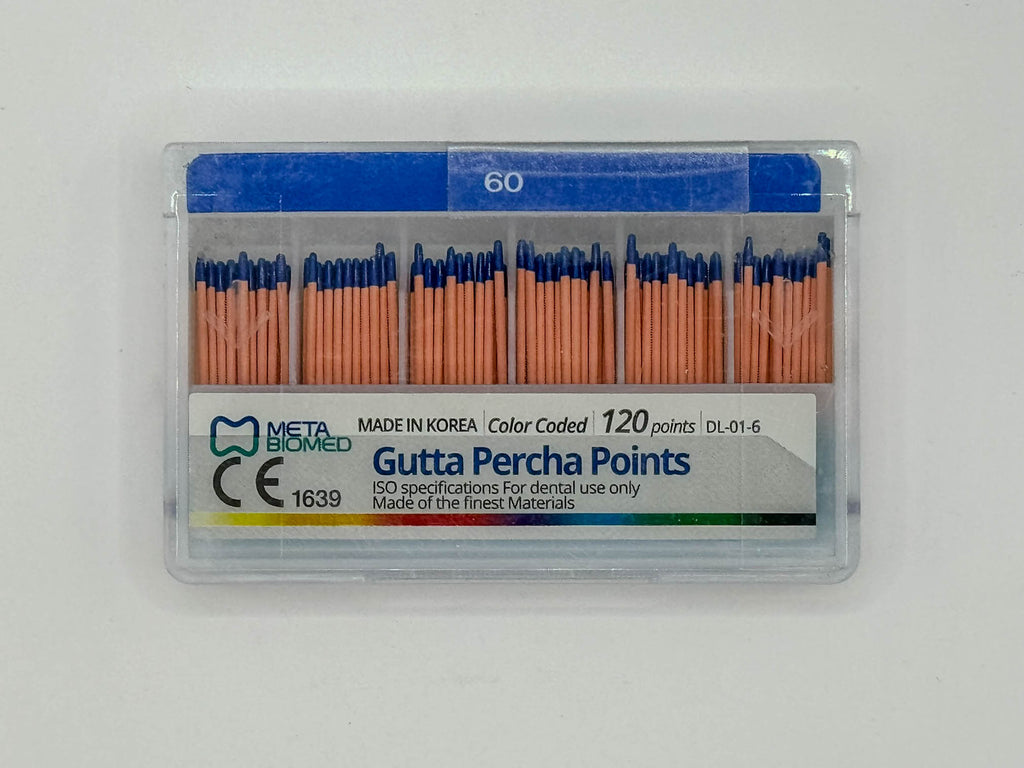 60
META BIOMED
MADE IN KOREA Color Coded 120 points DL-01-6
Gutta Percha Points
CE 1639
ISO specifications For dental use only
Made of the finest Materials